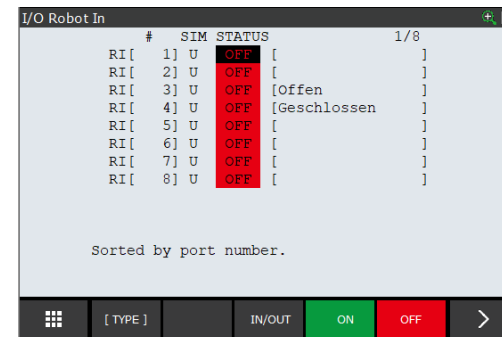 I/O Robot In
# SIM STATUS 1/8
RI[ 1] U OFF [ ]
RI[ 2] U OFF [ ]
RI[ 3] U OFF [Offen ]
RI[ 4] U OFF [Geschlossen ]
RI[ 5] U OFF [ ]
RI[ 6] U OFF [ ]
RI[ 7] U OFF [ ]
RI[ 8] U OFF [ ]
Sorted by port number.
[ TYPE ] IN/OUT ON OFF >